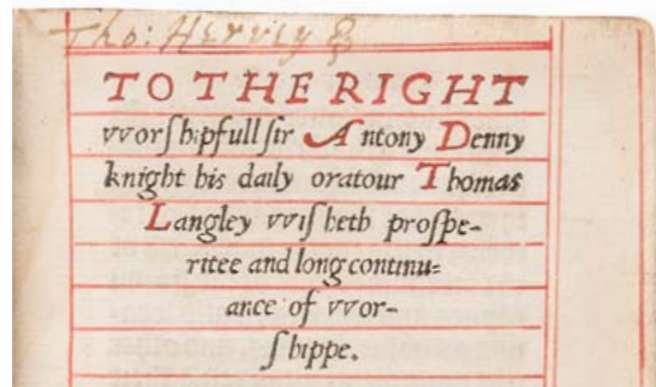 Tho: Hervey &
TO THE RIGHT
vvorſhipfull ſir Antony Denny
knight his daily oratour Thomas
Langley vviſheth proſpe-
ritee and long continu-
ance of vvor-
ſhippe.